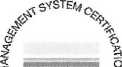 MANAGEMENT SYSTEM CERTIFICATIO